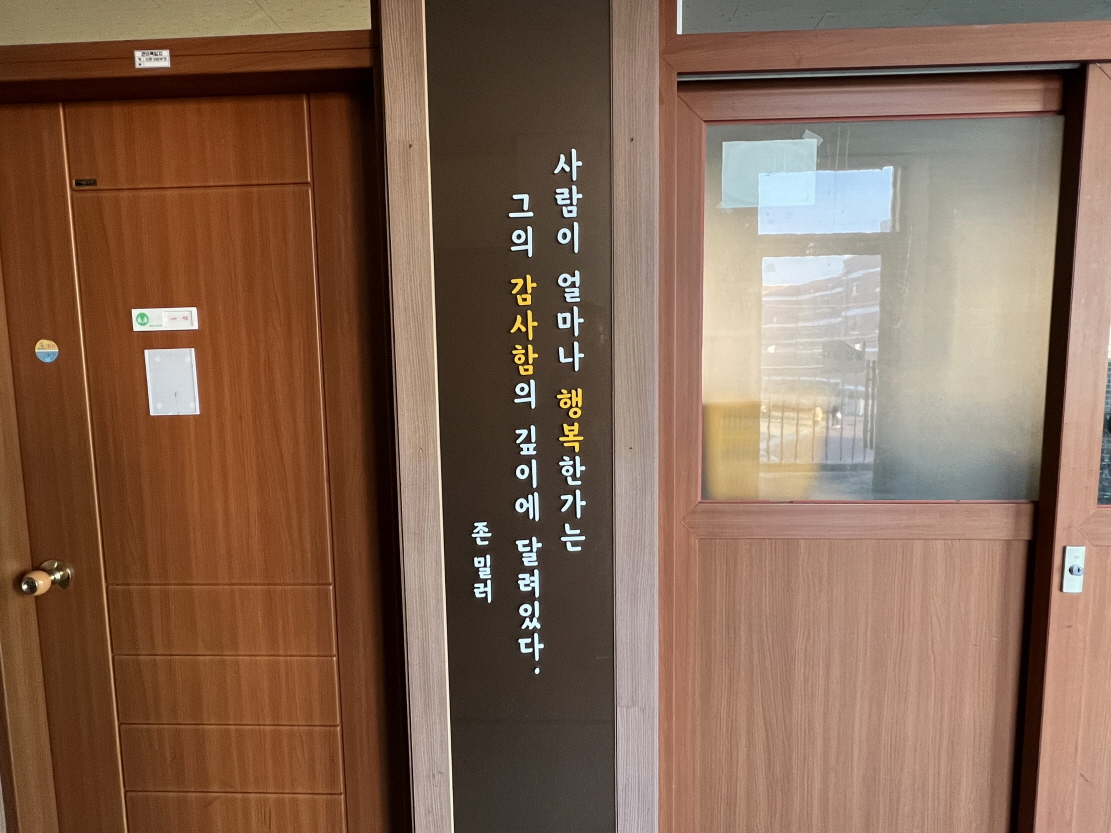 사람이 얼마나 행복한가는
그의 감사함의 깊이에 달려있다.
존 밀러